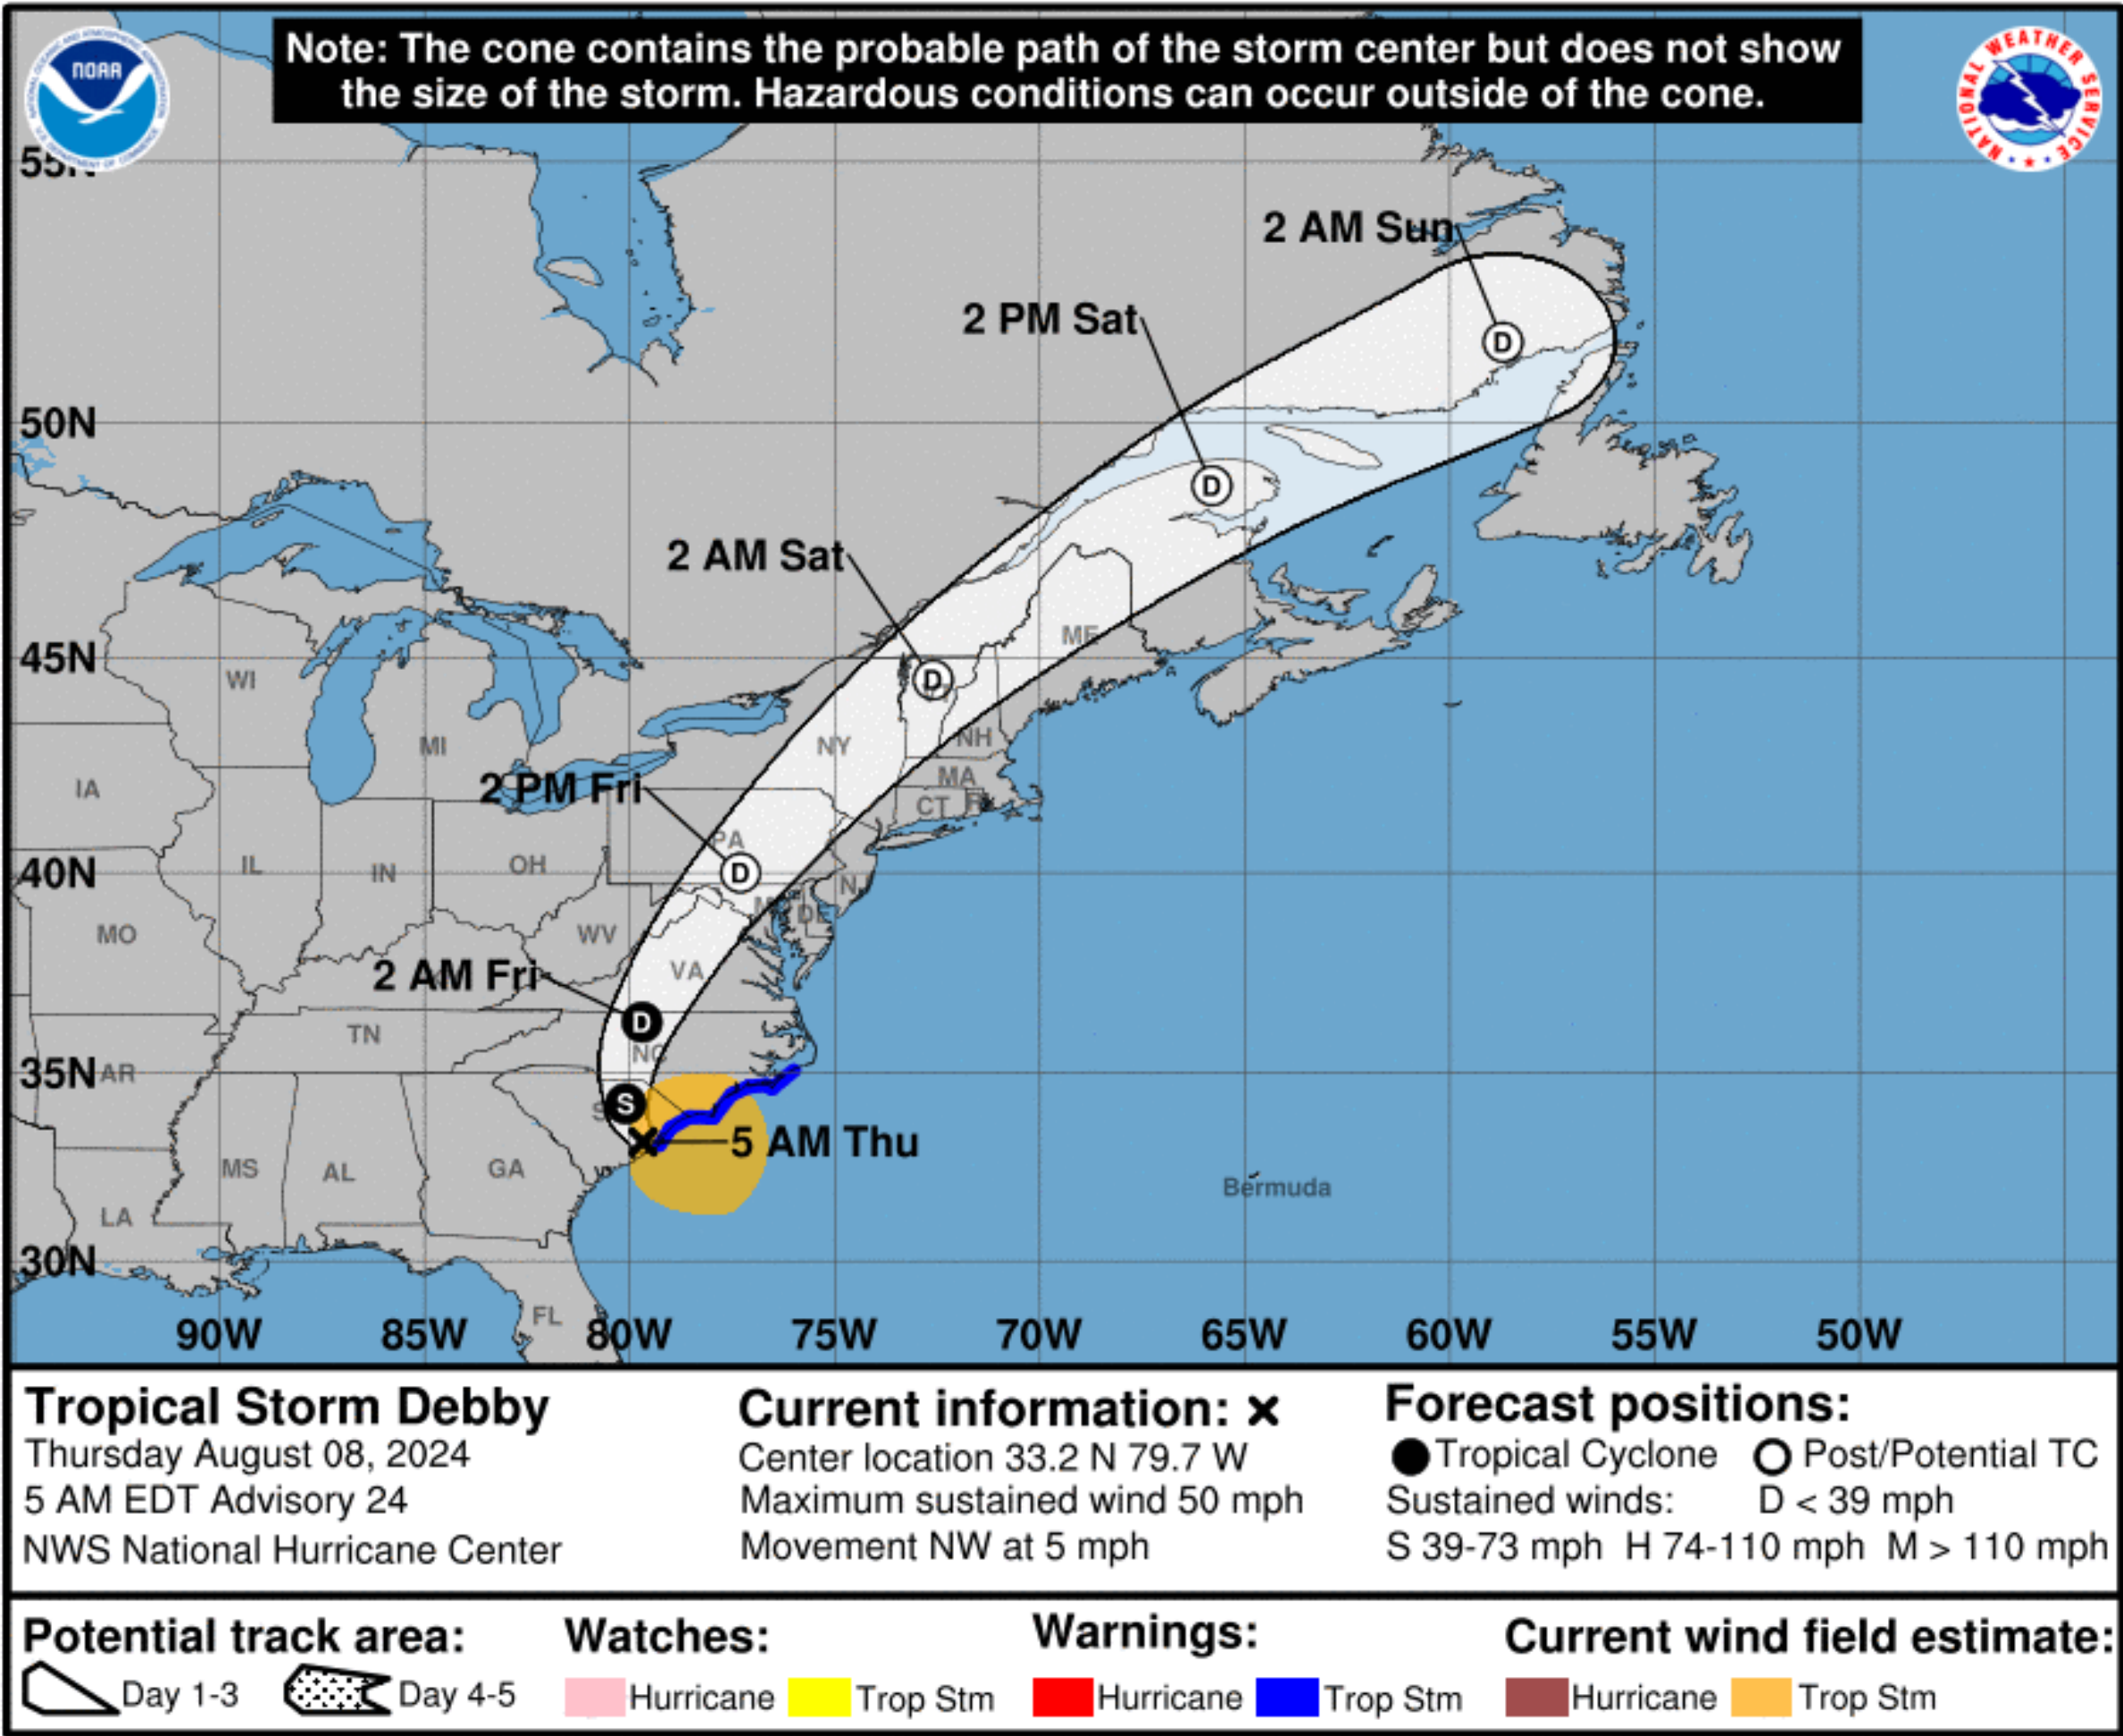 Note: The cone contains the probable path of the storm center but does not show
the size of the storm. Hazardous conditions can occur outside of the cone.
NOAA
NATIONAL WEATHER SERVICE
55N
2 AM Sun
D
2 PM Sat
50N
D
2 AM Sat
ME
45N
WI
D
NH
NY
MI
MA
2 PM Fri
IA
CT
PA
IL
OH
40N
IN
D
DE
MO
WV
VA
2 AM Fri
D
TN
NC
35N
AR
S
5 AM Thu
MS
AL
GA
Bermuda
LA
30N
FL
90W 85W 80W 75W 70W 65W 60W 55W 50W
Tropical Storm Debby
Thursday August 08, 2024
5 AM EDT Advisory 24
NWS National Hurricane Center
Current information: x
Center location 33.2 N 79.7 W
Maximum sustained wind 50 mph
Movement NW at 5 mph
Forecast positions:
Tropical Cyclone Post/Potential TC
Sustained winds: D < 39 mph
S 39-73 mph H 74-110 mph M > 110 mph
Potential track area:
Day 1-3 Day 4-5
Watches:
Hurricane Trop Stm
Warnings:
Hurricane Trop Stm
Current wind field estimate:
Hurricane Trop Stm